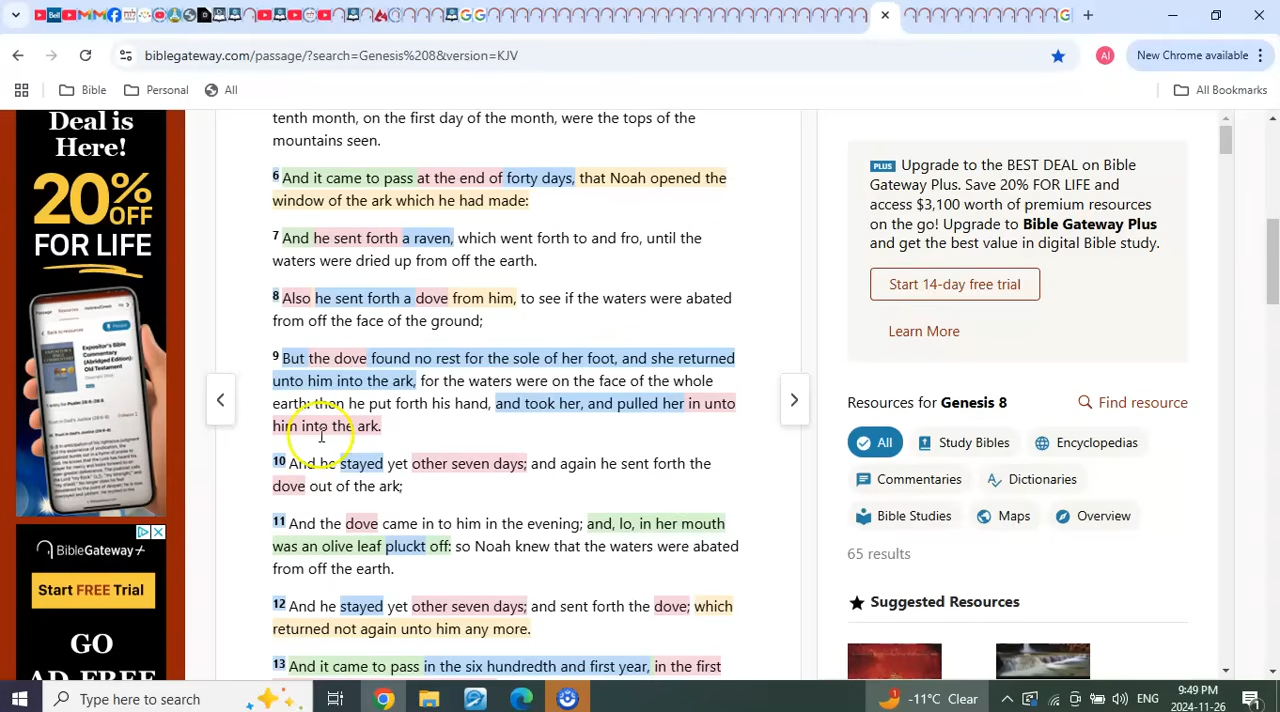 biblegateway.com/passage/?search=Genesis%208&version=KJV
AI
New Chrome available
Bible
Personal
All
All Bookmarks
Deal is
Here!
20% OFF
FOR LIFE
BibleGateway+
Start FREE Trial
GO
AD-FREE
tenth month, on the first day of the month, were the tops of the
mountains seen.
6 And it came to pass at the end of forty days, that Noah opened the
window of the ark which he had made:
7 And he sent forth a raven, which went forth to and fro, until the
waters were dried up from off the earth.
8 Also he sent forth a dove from him, to see if the waters were abated
from off the face of the ground;
9 But the dove found no rest for the sole of her foot, and she returned
unto him into the ark, for the waters were on the face of the whole
earth: then he put forth his hand, and took her, and pulled her in unto
him into the ark.
10 And he stayed yet other seven days; and again he sent forth the
dove out of the ark;
11 And the dove came in to him in the evening; and, lo, in her mouth
was an olive leaf pluckt off: so Noah knew that the waters were abated
from off the earth.
12 And he stayed yet other seven days; and sent forth the dove; which
returned not again unto him any more.
13 And it came to pass in the six hundredth and first year, in the first
PLUS Upgrade to the BEST DEAL on Bible
Gateway Plus. Save 20% FOR LIFE and
access $3,100 worth of premium resources
on the go! Upgrade to Bible Gateway Plus
and get the best value in digital Bible study.
Start 14-day free trial
Learn More
Resources for Genesis 8
Find resource
All
Study Bibles
Encyclopedias
Commentaries
Dictionaries
Bible Studies
Maps
Overview
65 results
Suggested Resources
Type here to search
-11°C Clear
ENG
9:49 PM
2024-11-26